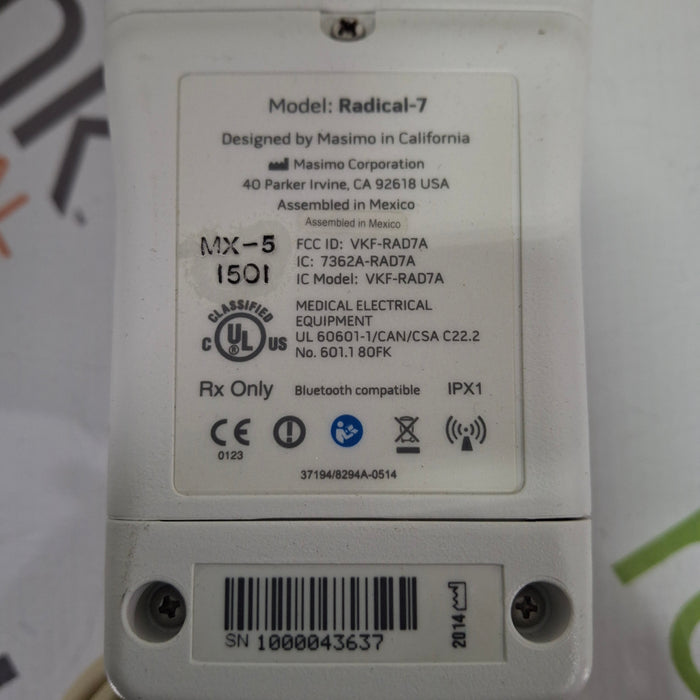 Model: Radical-7
Designed by Masimo in California
Masimo Corporation
40 Parker Irvine, CA 92618 USA
Assembled in Mexico
Assembled in Mexico
MX-5
1501
FCC ID: VKF-RAD7A
IC: 7362A-RAD7A
IC Model: VKF-RAD7A
CLASSIFIED
C UL ® US
MEDICAL ELECTRICAL
EQUIPMENT
UL 60601-1/CAN/CSA C22.2
No. 601.1 80FK
Rx Only Bluetooth compatible IPX1
CE
0123
37194/8294A-0514
SN 1000043637
2014